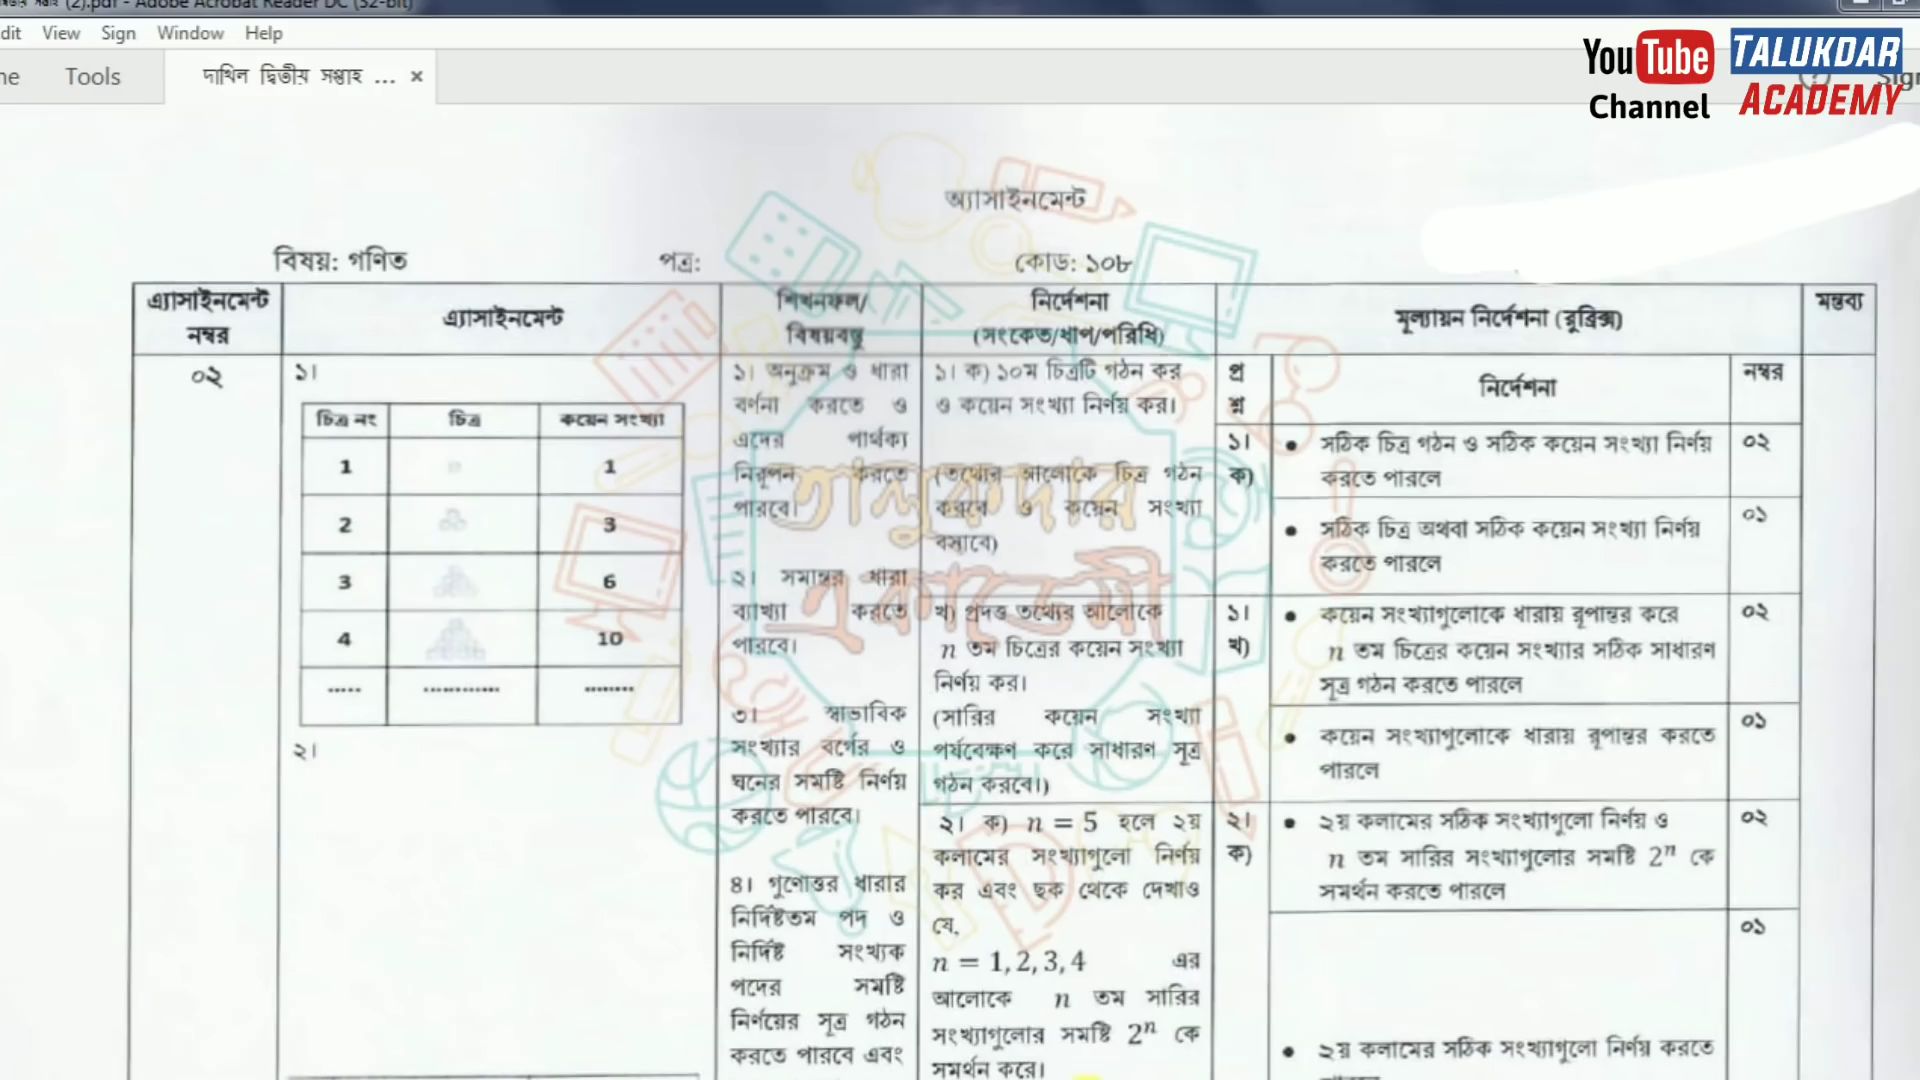 (2).pdf - Adobe Acrobat Reader DC (32-bit)
View Sign Window Help
Tools
দাখিল দ্বিতীয় সপ্তাহ ... ×
YouTube
Channel
TALUKDAR
ACADEMY
অ্যাসাইনমেন্ট
বিষয়: গণিত পত্র: কোড: ১০৮
এ্যাসাইনমেন্ট
নম্বর
এ্যাসাইনমেন্ট
শিখনফল/
বিষয়বস্তু
নির্দেশনা
(সংকেত/ধাপ/পরিধি)
মূল্যায়ন নির্দেশনা (রুব্রিক্স)
মন্তব্য
০২
১।
চিত্র নং চিত্র কয়েন সংখ্যা
1 1
2 3
3 6
4 10
..... ............ ........
২।
১। অনুক্রম ও ধারা
বর্ণনা করতে ও
এদের পার্থক্য
নিরূপন করতে
পারবে।
২। সমান্তর ধারা
ব্যাখ্যা করতে
পারবে।
৩। স্বাভাবিক
সংখ্যার বর্গের ও
ঘনের সমষ্টি নির্ণয়
করতে পারবে।
৪। গুণোত্তর ধারার
নির্দিষ্টতম পদ ও
নির্দিষ্ট সংখ্যক
পদের সমষ্টি
নির্ণয়ের সূত্র গঠন
করতে পারবে এবং
১। ক) ১০ম চিত্রটি গঠন কর
ও কয়েন সংখ্যা নির্ণয় কর।
(তথ্যের আলোকে চিত্র গঠন
করবে ও কয়েন সংখ্যা
বসাবে)
খ) প্রদত্ত তথ্যের আলোকে
n তম চিত্রের কয়েন সংখ্যা
নির্ণয় কর।
(সারির কয়েন সংখ্যা
পর্যবেক্ষণ করে সাধারণ সূত্র
গঠন করবে।)
২। ক) n = 5 হলে ২য়
কলামের সংখ্যাগুলো নির্ণয়
কর এবং ছক থেকে দেখাও
যে,
n = 1, 2, 3, 4 এর
আলোকে n তম সারির
সংখ্যাগুলোর সমষ্টি 2ⁿ কে
সমর্থন করে।
প্র
শ্ন
নির্দেশনা
নম্বর
১।
ক)
• সঠিক চিত্র গঠন ও সঠিক কয়েন সংখ্যা নির্ণয়
করতে পারলে
০২
• সঠিক চিত্র অথবা সঠিক কয়েন সংখ্যা নির্ণয়
করতে পারলে
০১
১।
খ)
• কয়েন সংখ্যাগুলোকে ধারায় রূপান্তর করে
n তম চিত্রের কয়েন সংখ্যার সঠিক সাধারণ
সূত্র গঠন করতে পারলে
০২
• কয়েন সংখ্যাগুলোকে ধারায় রূপান্তর করতে
পারলে
০১
২।
ক)
• ২য় কলামের সঠিক সংখ্যাগুলো নির্ণয় ও
n তম সারির সংখ্যাগুলোর সমষ্টি 2ⁿ কে
সমর্থন করতে পারলে
০২
০১
• ২য় কলামের সঠিক সংখ্যাগুলো নির্ণয় করতে
তালুকদার
একাডেমী